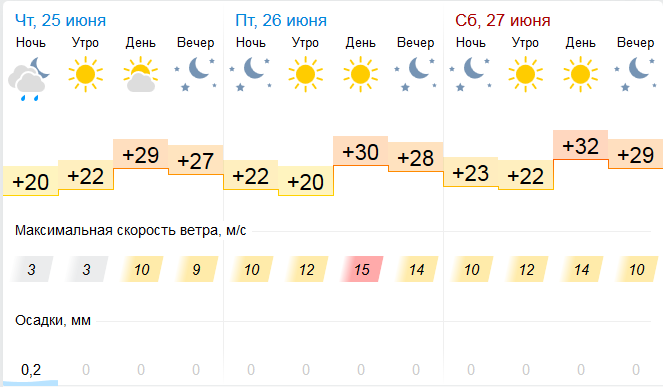 Чт, 25 июня Пт, 26 июня Сб, 27 июня
Ночь Утро День Вечер Ночь Утро День Вечер Ночь Утро День Вечер
+20 +22 +29 +27 +22 +20 +30 +28 +23 +22 +32 +29
Максимальная скорость ветра, м/с
3 3 10 9 10 12 15 14 10 12 14 10
Осадки, мм
0,2 0 0 0 0 0 0 0 0 0 0 0